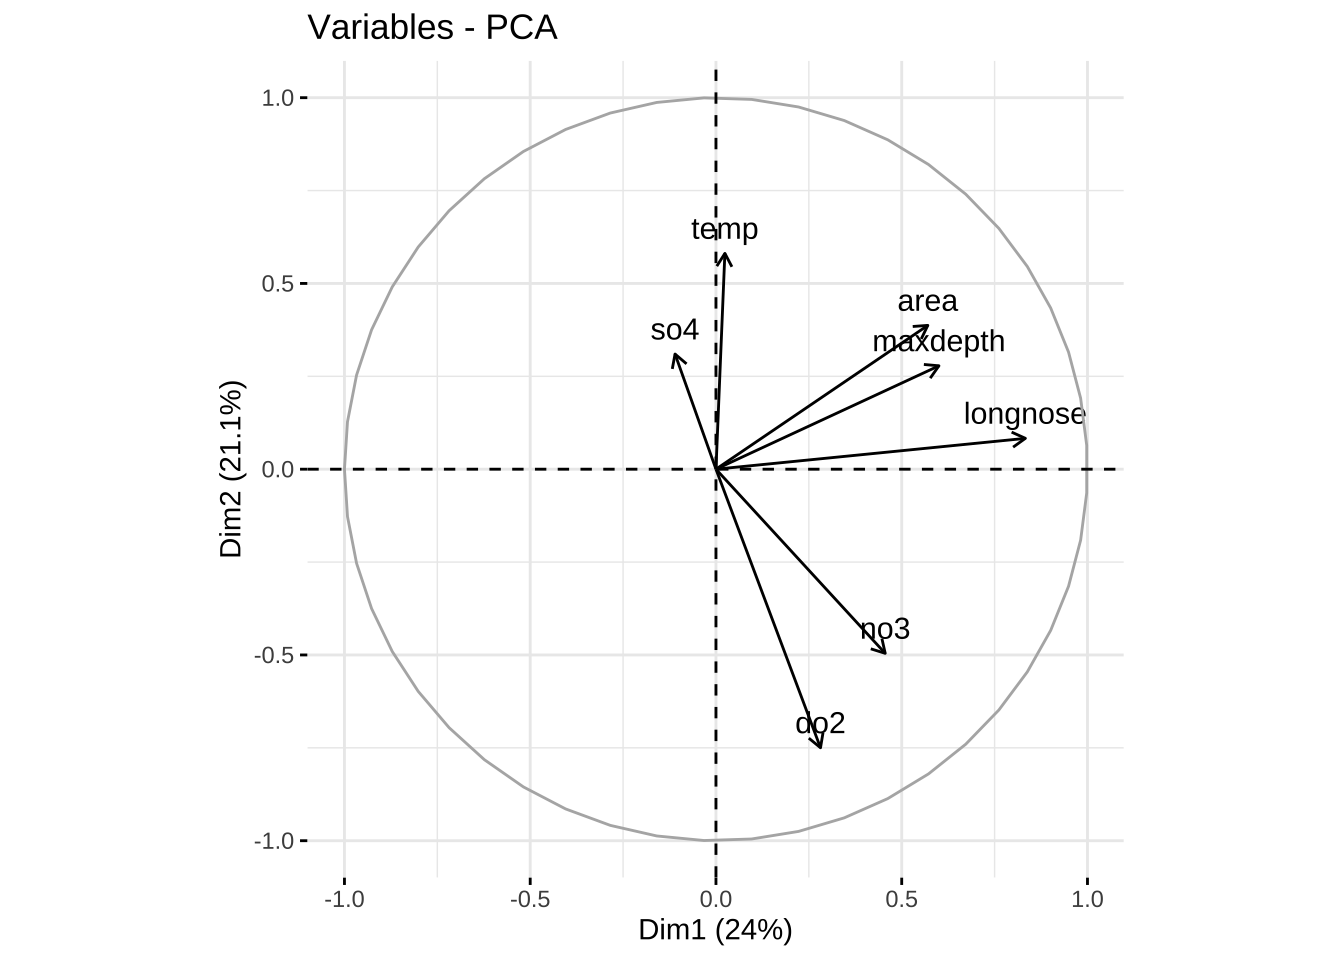 Variables - PCA
1.0
0.5
0.0
-0.5
-1.0
Dim2 (21.1%)
temp
so4
area
maxdepth
longnose
no3
do2
-1.0
-0.5
0.0
0.5
1.0
Dim1 (24%)